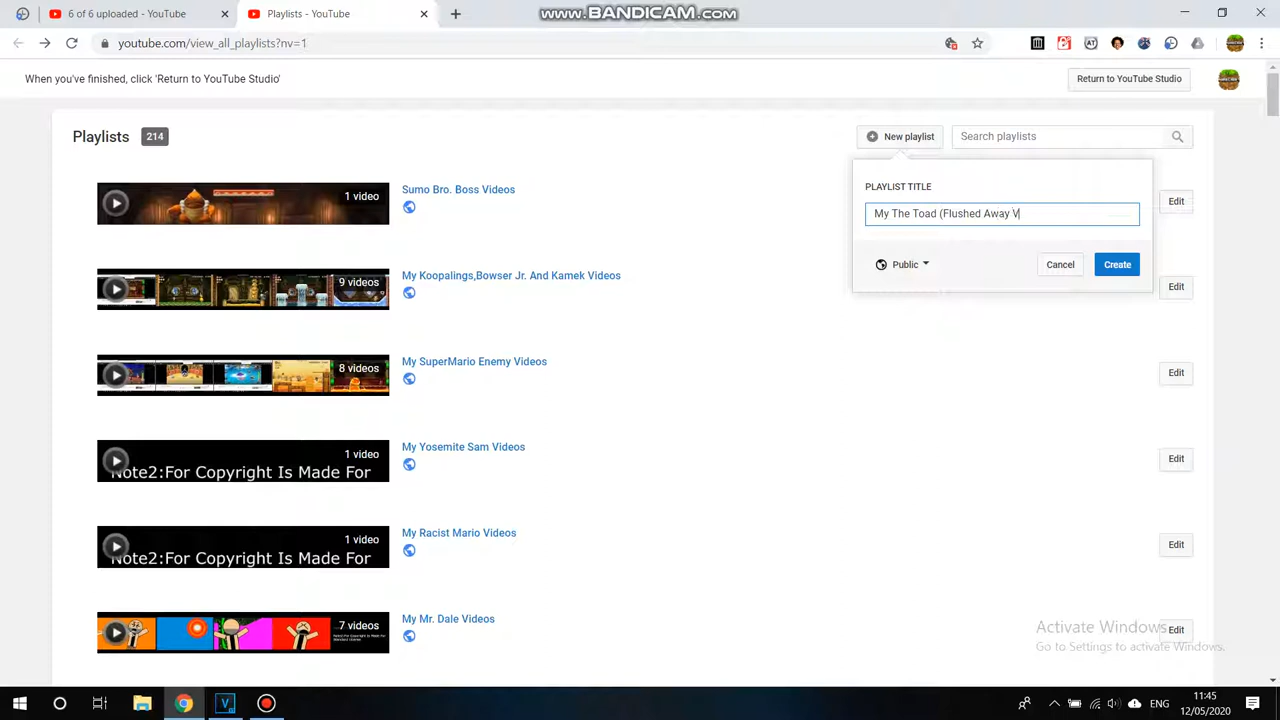 6 of 6 uploaded - YouTube
Playlists - YouTube
www.BANDICAM.com
youtube.com/view_all_playlists?nv=1
When you've finished, click 'Return to YouTube Studio'
Return to YouTube Studio
Playlists 214
New playlist
Search playlists
PLAYLIST TITLE
My The Toad (Flushed Away V
Public
Cancel
Create
1 video
Sumo Bro. Boss Videos
Edit
9 videos
My Koopalings,Bowser Jr. And Kamek Videos
Edit
8 videos
My SuperMario Enemy Videos
Edit
1 video
Note2:For Copyright Is Made For
My Yosemite Sam Videos
Edit
1 video
Note2:For Copyright Is Made For
My Racist Mario Videos
Edit
7 videos
My Mr. Dale Videos
Edit
Activate Windows
Go to Settings to activate Windows.
ENG
11:45
12/05/2020